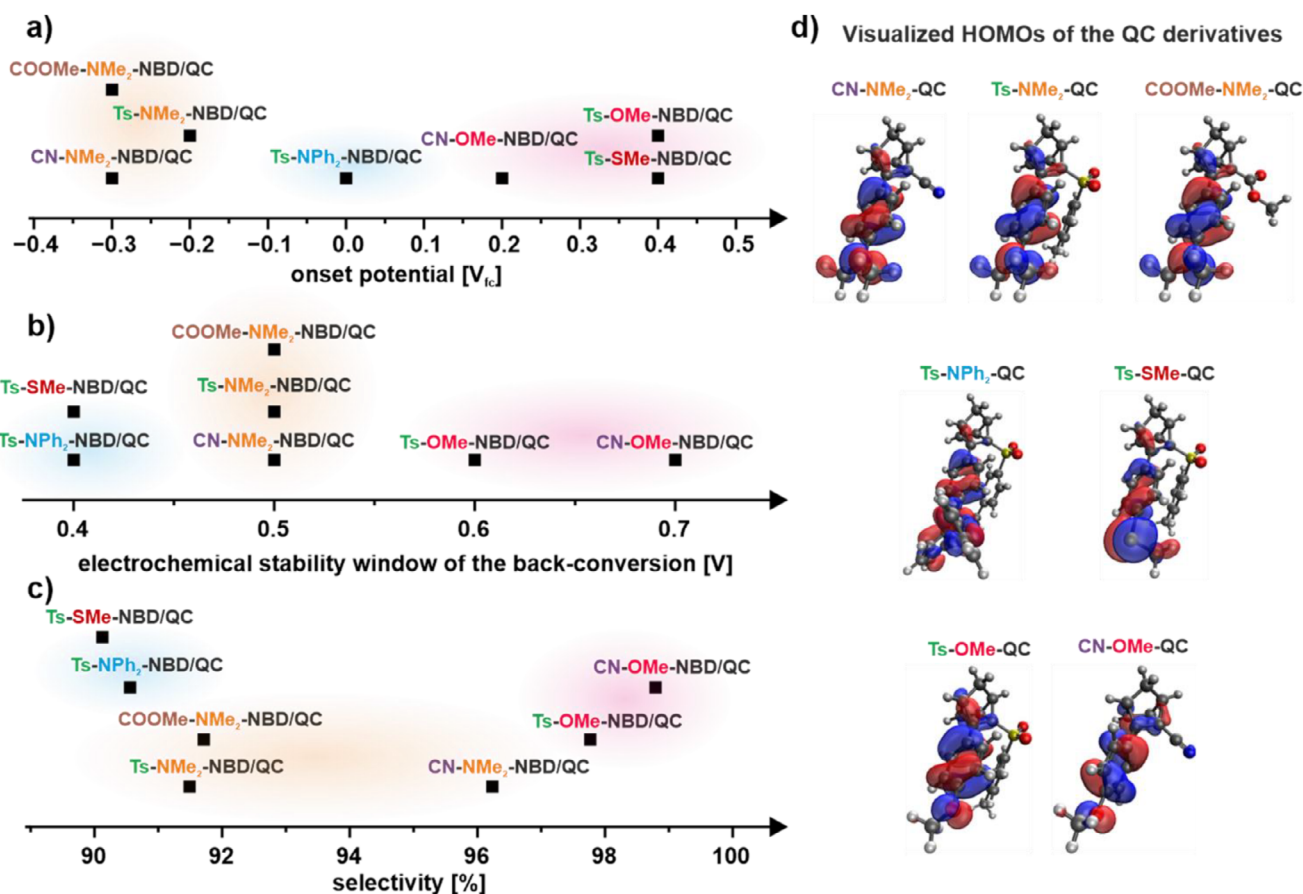 a)
COOMe-NMe₂-NBD/QC
Ts-NMe₂-NBD/QC
CN-NMe₂-NBD/QC
Ts-NPh₂-NBD/QC
CN-OMe-NBD/QC
Ts-OMe-NBD/QC
Ts-SMe-NBD/QC
−0.4 −0.3 −0.2 −0.1 0.0 0.1 0.2 0.3 0.4 0.5
onset potential [V_fc]
b)
COOMe-NMe₂-NBD/QC
Ts-SMe-NBD/QC
Ts-NMe₂-NBD/QC
Ts-NPh₂-NBD/QC
CN-NMe₂-NBD/QC
Ts-OMe-NBD/QC
CN-OMe-NBD/QC
0.4 0.5 0.6 0.7
electrochemical stability window of the back-conversion [V]
c)
Ts-SMe-NBD/QC
Ts-NPh₂-NBD/QC
CN-OMe-NBD/QC
COOMe-NMe₂-NBD/QC
Ts-OMe-NBD/QC
Ts-NMe₂-NBD/QC
CN-NMe₂-NBD/QC
90 92 94 96 98 100
selectivity [%]
d)
Visualized HOMOs of the QC derivatives
CN-NMe₂-QC
Ts-NMe₂-QC
COOMe-NMe₂-QC
Ts-NPh₂-QC
Ts-SMe-QC
Ts-OMe-QC
CN-OMe-QC